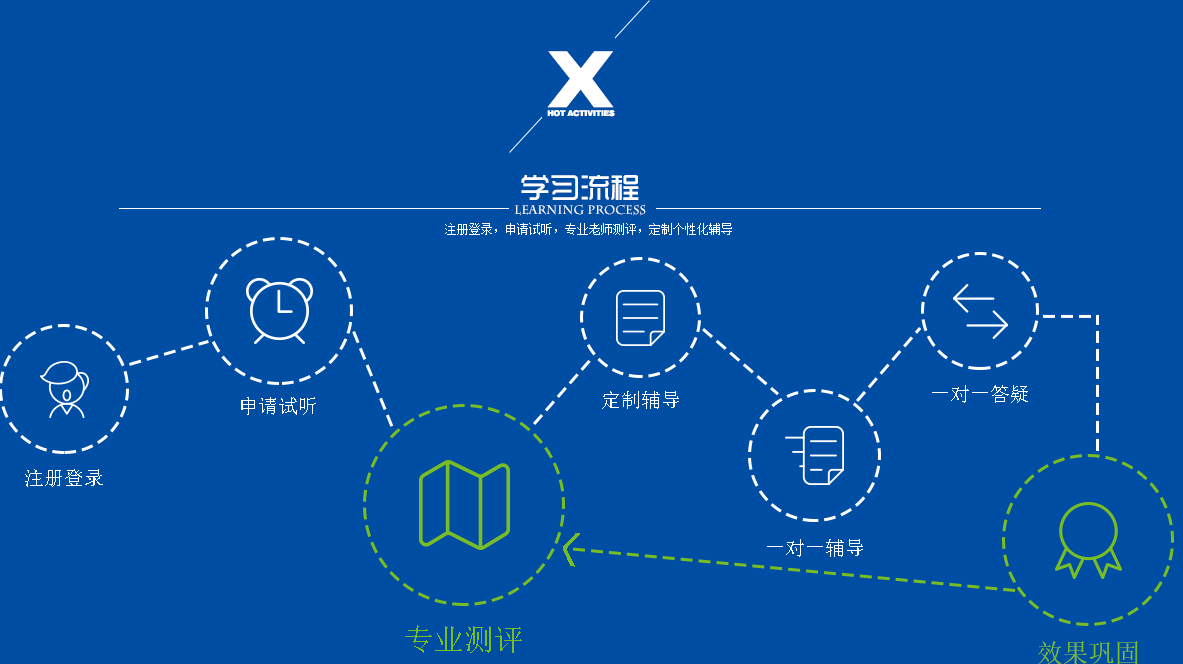 X
HOT ACTIVITIES
学习流程
LEARNING PROCESS
注册登录，申请试听，专业老师测评，定制个性化辅导
注册登录
申请试听
专业测评
定制辅导
一对一辅导
一对一答疑
效果巩固